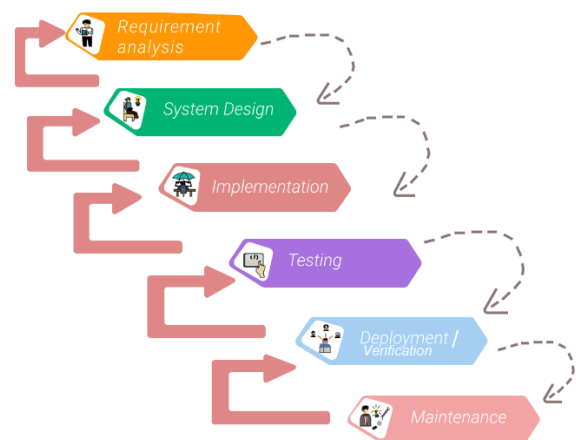 Requirement
analysis
System Design
Implementation
Testing
Deployment /
Verification
Maintenance